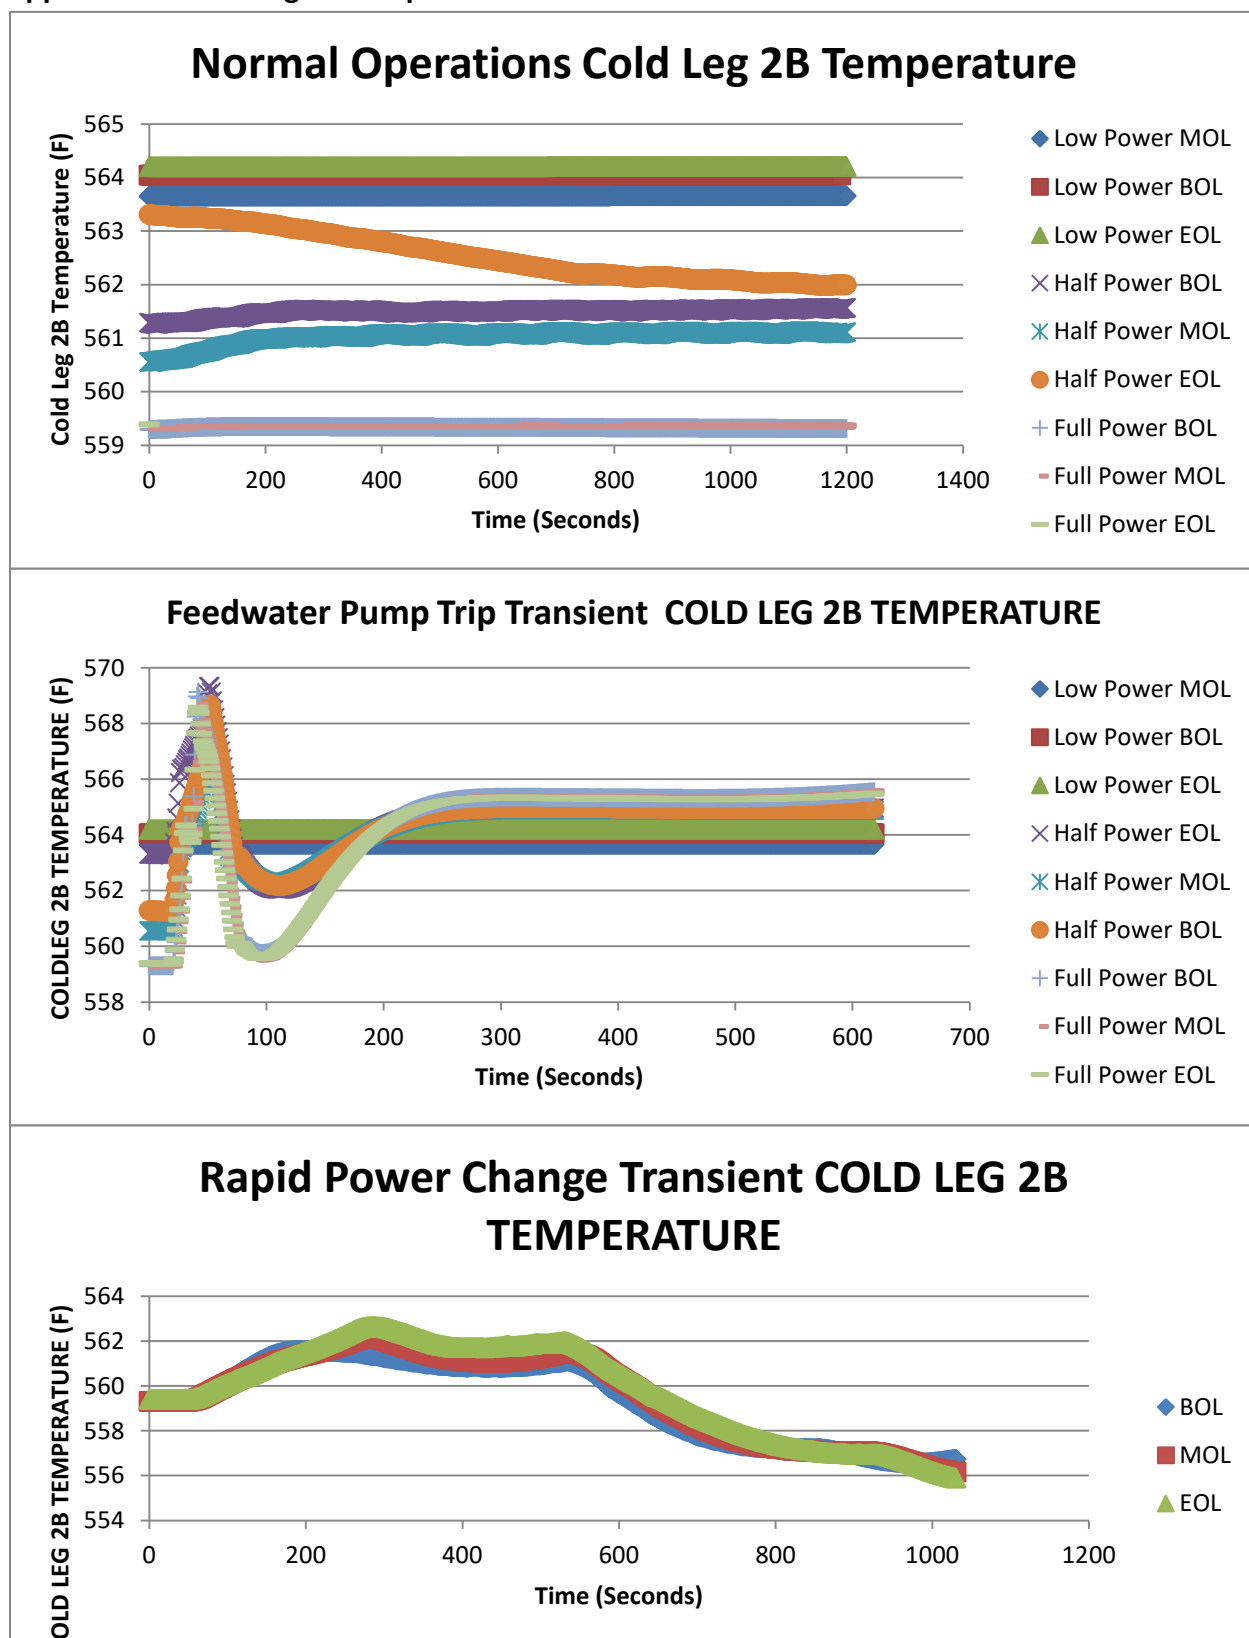 Normal Operations Cold Leg 2B Temperature
Cold Leg 2B Temperature (F)
565
564
563
562
561
560
559
0 200 400 600 800 1000 1200 1400
Time (Seconds)
Low Power MOL
Low Power BOL
Low Power EOL
Half Power BOL
Half Power MOL
Half Power EOL
Full Power BOL
Full Power MOL
Full Power EOL
Feedwater Pump Trip Transient COLD LEG 2B TEMPERATURE
COLDLEG 2B TEMPERATURE (F)
570
568
566
564
562
560
558
0 100 200 300 400 500 600 700
Time (Seconds)
Low Power MOL
Low Power BOL
Low Power EOL
Half Power EOL
Half Power MOL
Half Power BOL
Full Power BOL
Full Power MOL
Full Power EOL
Rapid Power Change Transient COLD LEG 2B
TEMPERATURE
OLD LEG 2B TEMPERATURE (F)
564
562
560
558
556
554
0 200 400 600 800 1000 1200
Time (Seconds)
BOL
MOL
EOL